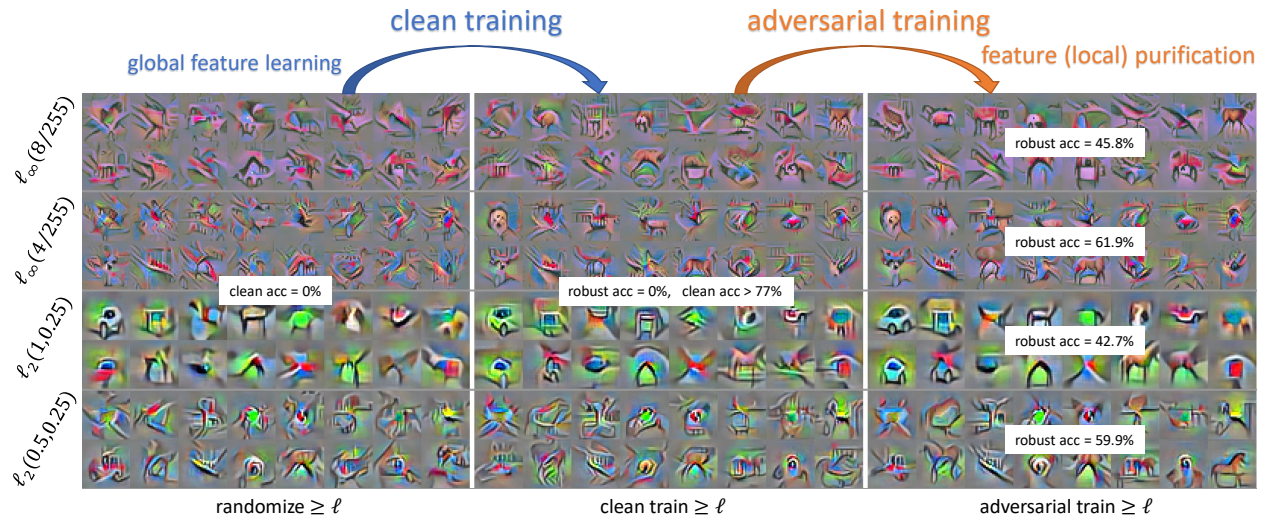 clean training
adversarial training
global feature learning
feature (local) purification
ℓ∞(8/255)
robust acc = 45.8%
ℓ∞(4/255)
robust acc = 61.9%
clean acc = 0%
robust acc = 0%, clean acc > 77%
ℓ2(1,0.25)
robust acc = 42.7%
ℓ2(0.5,0.25)
robust acc = 59.9%
randomize ≥ ℓ
clean train ≥ ℓ
adversarial train ≥ ℓ